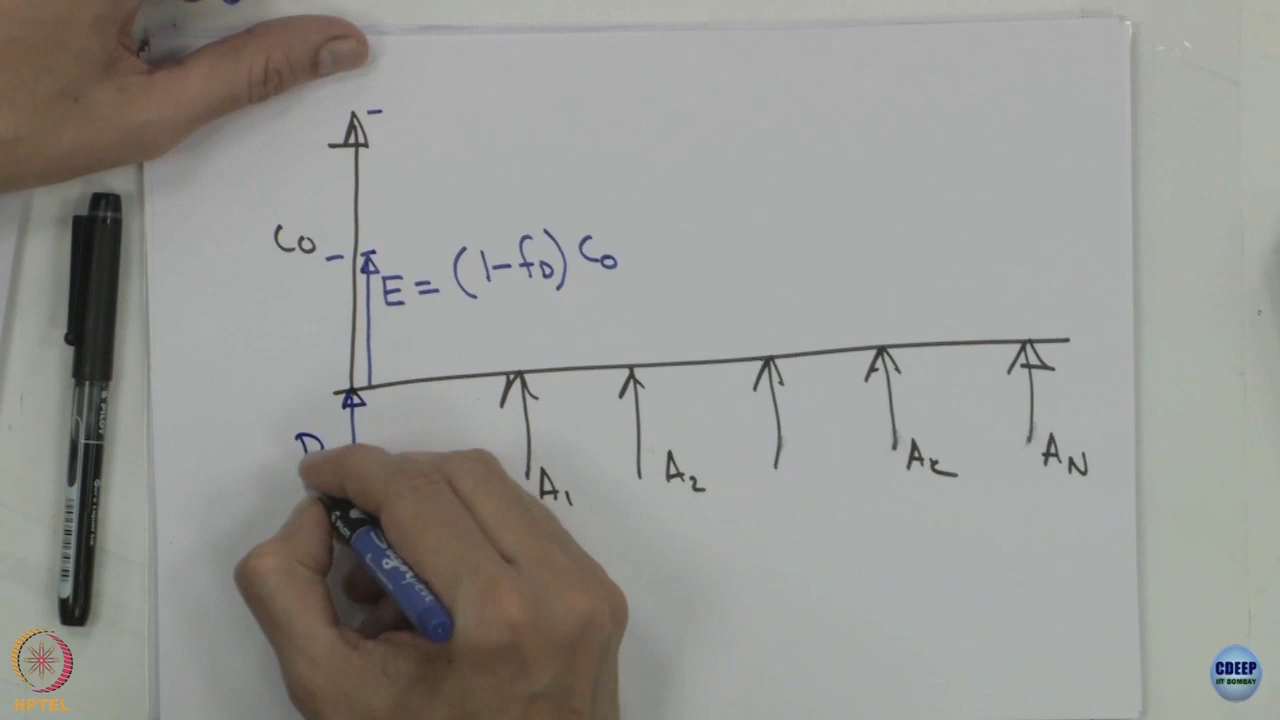 C0
E = (1-fD) C0
D
A1
A2
Ak
AN
NPTEL
CDEEP
IIT BOMBAY